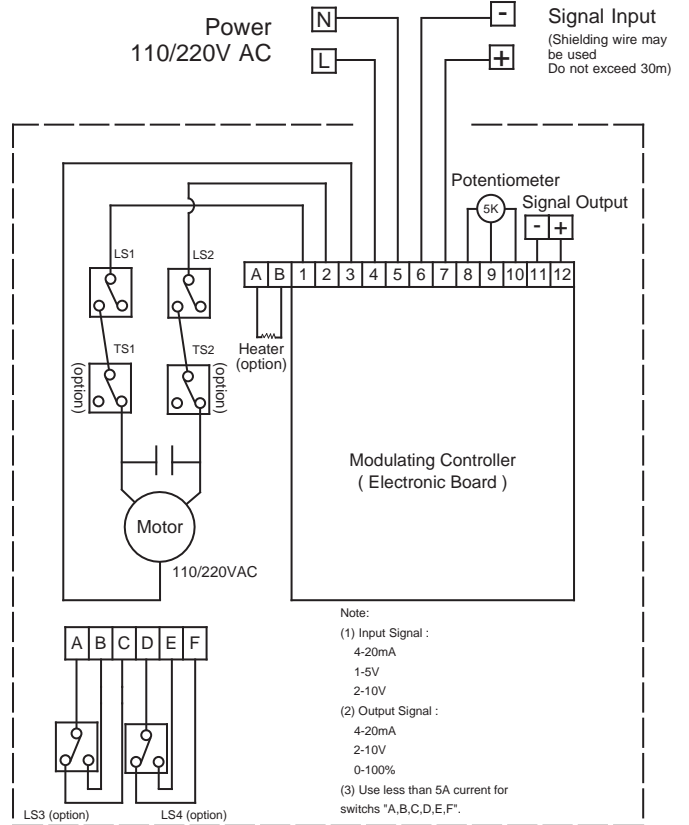 Power
110/220V AC
N
L
-
+
Signal Input
(Shielding wire may
be used
Do not exceed 30m)
Potentiometer
5K
Signal Output
- +
LS1
LS2
A B 1 2 3 4 5 6 7 8 9 10 11 12
TS1
(option)
TS2
(option)
Heater
(option)
Modulating Controller
( Electronic Board )
Motor
110/220VAC
A B C D E F
LS3 (option)
LS4 (option)
Note:
(1) Input Signal :
4-20mA
1-5V
2-10V
(2) Output Signal :
4-20mA
2-10V
0-100%
(3) Use less than 5A current for
switchs "A,B,C,D,E,F".